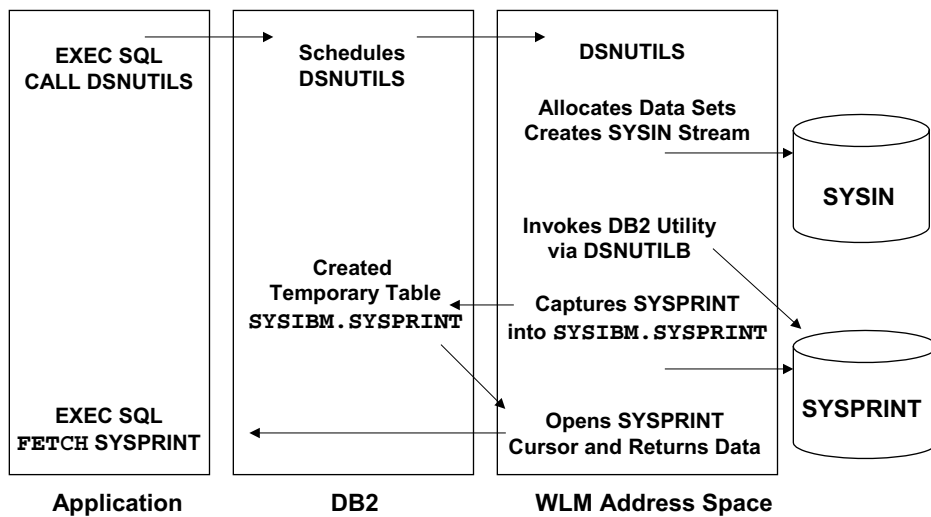 EXEC SQL
CALL DSNUTILS
Schedules
DSNUTILS
DSNUTILS
Allocates Data Sets
Creates SYSIN Stream
SYSIN
Invokes DB2 Utility
via DSNUTILB
Created
Temporary Table
SYSIBM.SYSPRINT
Captures SYSPRINT
into SYSIBM.SYSPRINT
SYSPRINT
EXEC SQL
FETCH SYSPRINT
Opens SYSPRINT
Cursor and Returns Data
Application
DB2
WLM Address Space